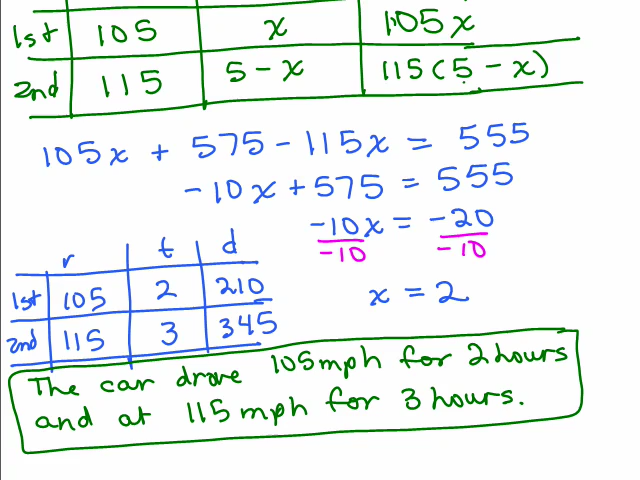 1st 105 x 105x
2nd 115 5 - x 115(5 - x)
105x + 575 - 115x = 555
-10x + 575 = 555
-10x = -20
-10 -10
x = 2
r t d
1st 105 2 210
2nd 115 3 345
The car drove 105mph for 2 hours
and at 115 mph for 3 hours.